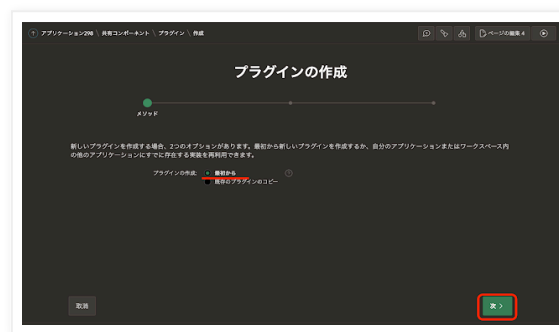 アプリケーション298 \ 共有コンポーネント \ プラグイン \ 作成
ページの編集 4
プラグインの作成
メソッド
新しいプラグインを作成する場合、2つのオプションがあります。最初から新しいプラグインを作成するか、自分のアプリケーションまたはワークスペース内
の他のアプリケーションにすでに存在する実装を再利用できます。
プラグインの作成: 最初から
既存のプラグインのコピー
取消
次 >